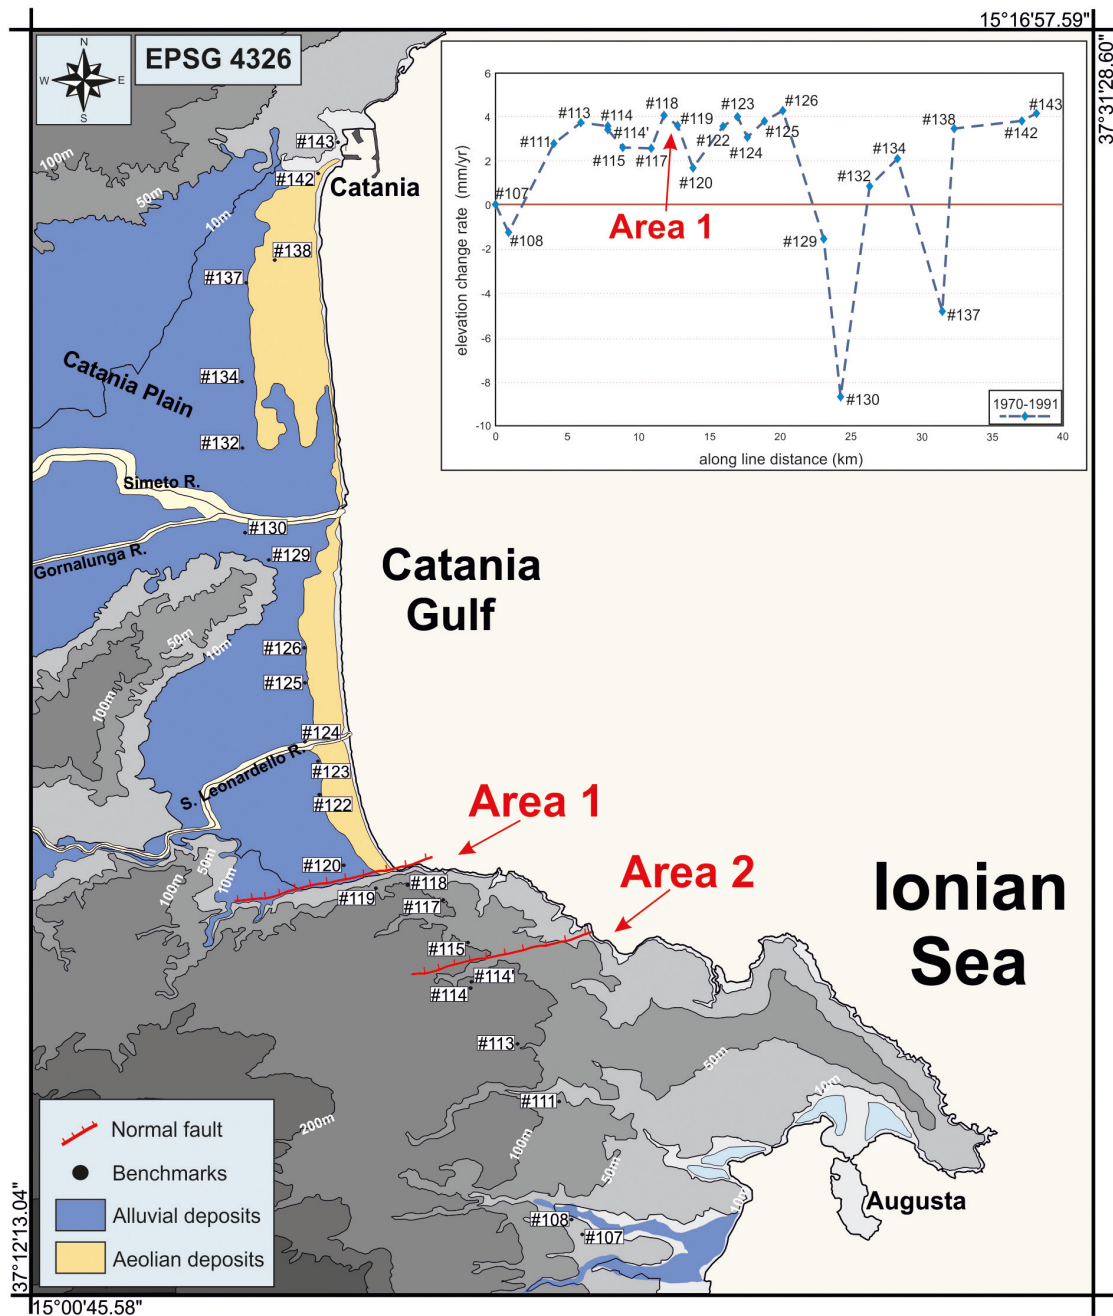 15°16'57.59"
37°31'28.60"
N
W
E
S
EPSG 4326
6
4
2
0
-2
-4
-6
-8
-10
0
5
10
15
20
25
30
35
40
elevation change rate (mm/yr)
along line distance (km)
#107
#108
#111
#113
#114
#114'
#115
#117
#118
#119
#120
#122
#123
#124
#125
#126
#129
#130
#132
#134
#137
#138
#142
#143
Area 1
1970-1991
100m
50m
10m
#143
#142
Catania
#138
#137
Catania Plain
#134
#132
Simeto R.
#130
Gornalunga R.
#129
Catania
Gulf
50m
10m
100m
#126
#125
#124
S. Leonardello R.
#123
#122
Area 1
#120
50m
100m
10m
#119
#118
#117
Area 2
Ionian
Sea
#115
#114'
#114
#113
50m
10m
#111
200m
100m
50m
10m
Augusta
#108
#107
Normal fault
Benchmarks
Alluvial deposits
Aeolian deposits
37°12'13.04"
15°00'45.58"